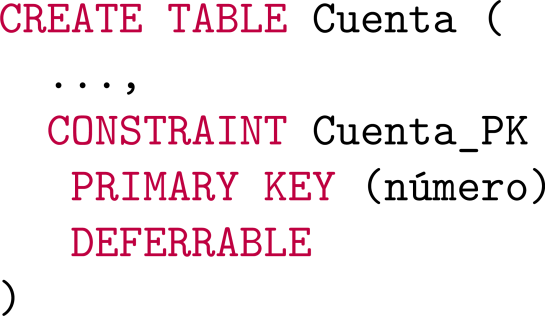 CREATE TABLE Cuenta (
...,
CONSTRAINT Cuenta_PK
PRIMARY KEY (número)
DEFERRABLE
)